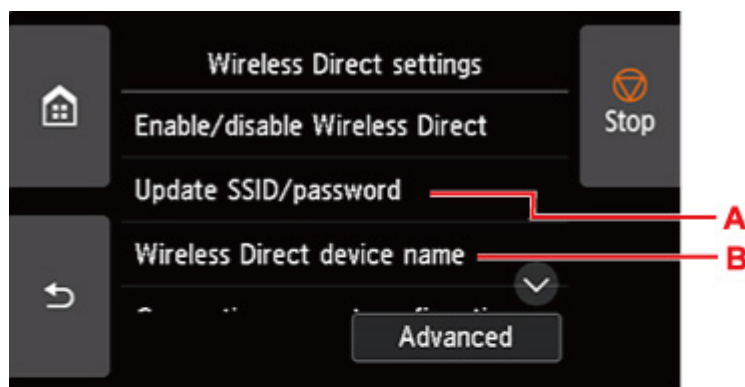 Wireless Direct settings
Enable/disable Wireless Direct
Stop
Update SSID/password
A
Wireless Direct device name
B
Advanced